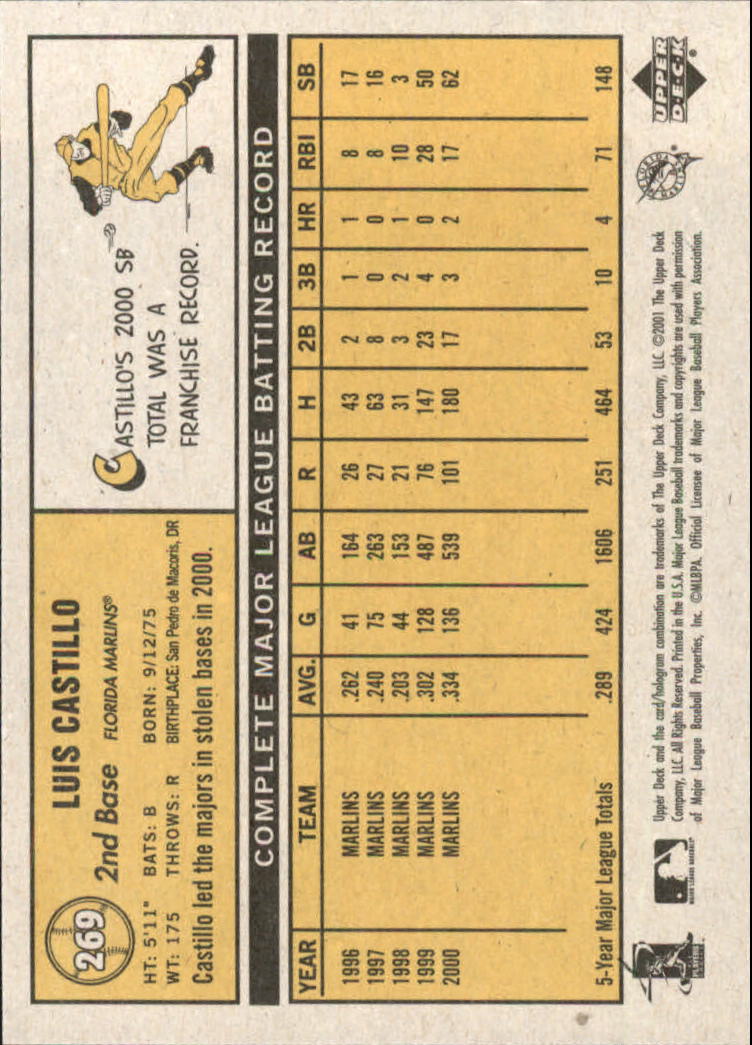 269
LUIS CASTILLO
2nd Base FLORIDA MARLINS®
HT: 5'11" BATS: B BORN: 9/12/75
WT: 175 THROWS: R BIRTHPLACE: San Pedro de Macoris, DR
Castillo led the majors in stolen bases in 2000.
CASTILLO'S 2000 SB
TOTAL WAS A
FRANCHISE RECORD.
COMPLETE MAJOR LEAGUE BATTING RECORD
YEAR TEAM AVG. G AB R H 2B 3B HR RBI SB
1996 MARLINS .262 41 164 26 43 2 1 1 8 17
1997 MARLINS .240 75 263 27 63 8 0 0 8 16
1998 MARLINS .203 44 153 21 31 3 2 1 10 3
1999 MARLINS .302 128 487 76 147 23 4 0 28 50
2000 MARLINS .334 136 539 101 180 17 3 2 17 62
5-Year Major League Totals .289 424 1606 251 464 53 10 4 71 148
Upper Deck and the card/hologram combination are trademarks of The Upper Deck Company, LLC. ©2001 The Upper Deck
Company, LLC. All Rights Reserved. Printed in the U.S.A. Major League Baseball trademarks and copyrights are used with permission
of Major League Baseball Properties, Inc. ©MLBPA. Official Licensee of Major League Baseball Players Association.
MAJOR LEAGUE BASEBALL
FLORIDA
MARLINS
®
UPPER
DECK
®